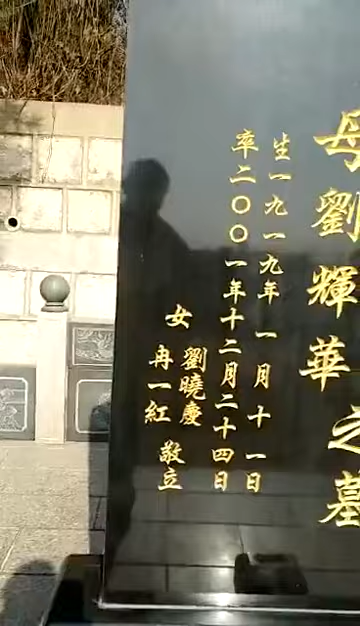 母劉輝華之墓
生一九一九年一月十一日
卒二〇〇一年十二月二十四日
女
劉曉慶
冉一紅
敬立